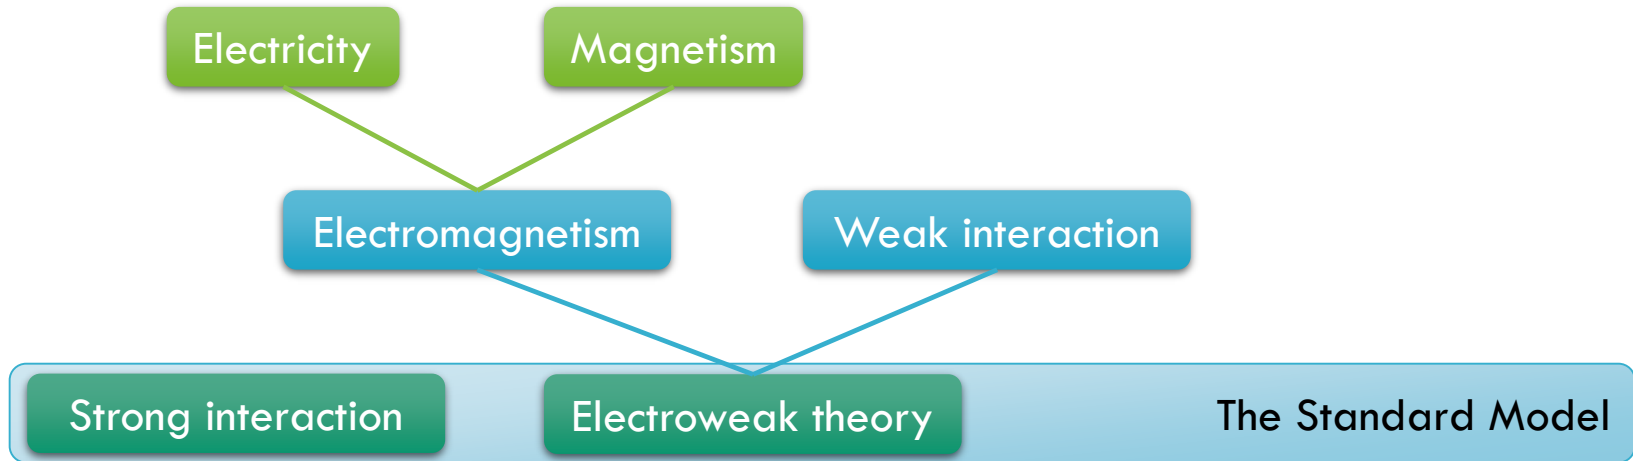 Electricity
Magnetism
Electromagnetism
Weak interaction
Strong interaction
Electroweak theory
The Standard Model